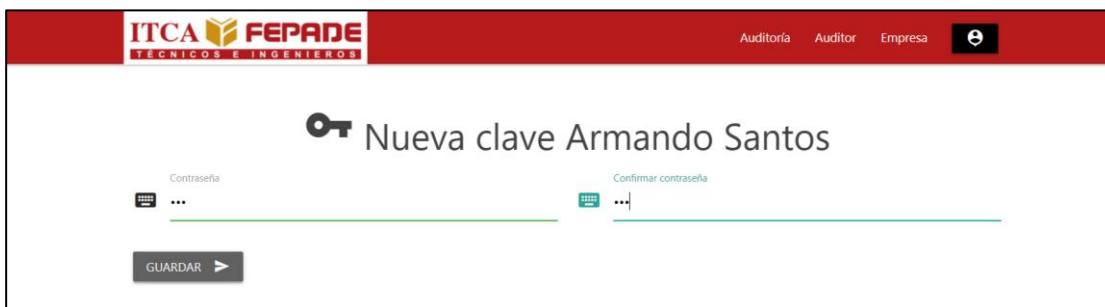 ITCA FEPADE
TÉCNICOS E INGENIEROS
Auditoría Auditor Empresa
Nueva clave Armando Santos
Contraseña Confirmar contraseña
••• •••
GUARDAR